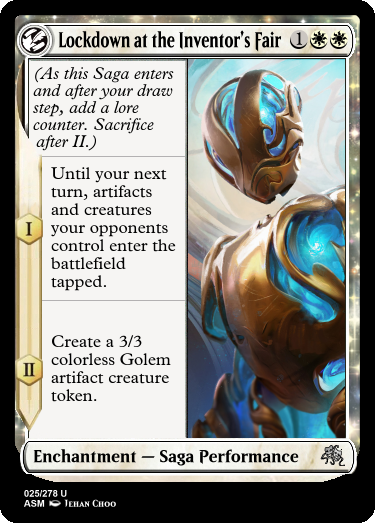 Lockdown at the Inventor's Fair 1
(As this Saga enters
and after your draw
step, add a lore
counter. Sacrifice
after II.)
I
Until your next
turn, artifacts
and creatures
your opponents
control enter the
battlefield
tapped.
II
Create a 3/3
colorless Golem
artifact creature
token.
Enchantment — Saga Performance
025/278 U
ASM Jehan Choo